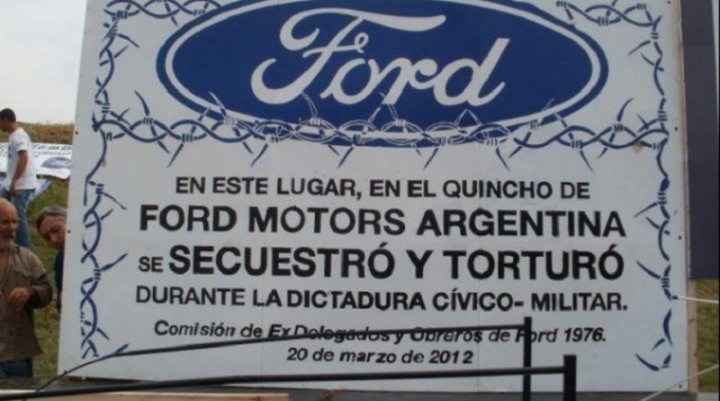 Ford
EN ESTE LUGAR, EN EL QUINCHO DE
FORD MOTORS ARGENTINA
SE SECUESTRÓ Y TORTURÓ
DURANTE LA DICTADURA CÍVICO- MILITAR.
Comisión de Ex Delegados y Obreros de Ford 1976.
20 de marzo de 2012